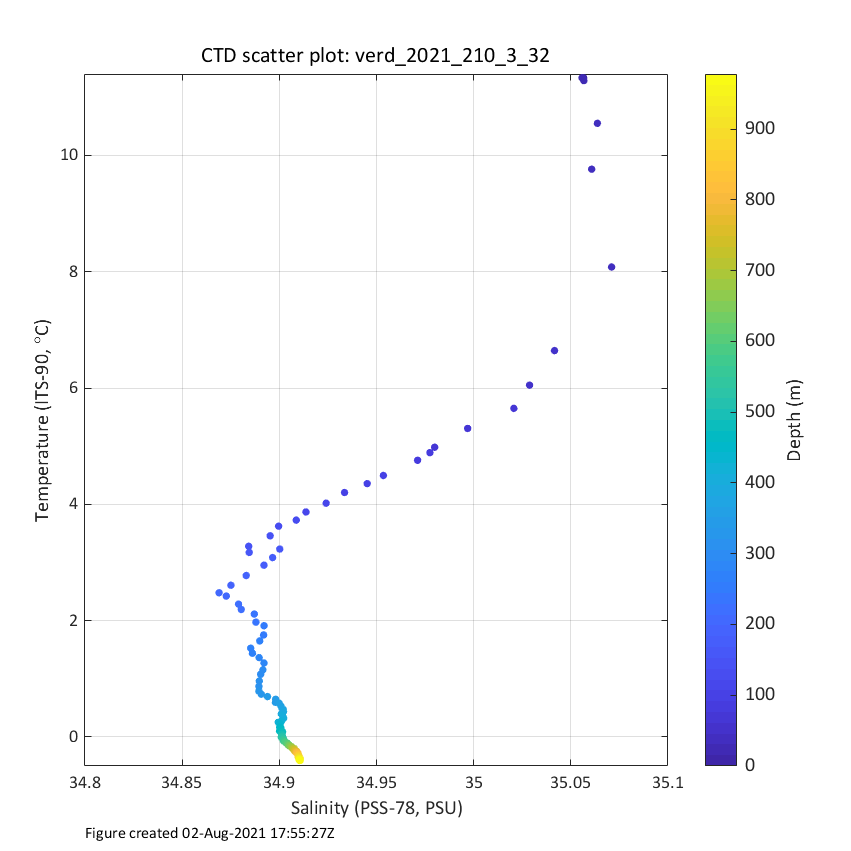 CTD scatter plot: verd_2021_210_3_32
10
8
6
4
2
0
Temperature (ITS-90, °C)
34.8 34.85 34.9 34.95 35 35.05 35.1
Salinity (PSS-78, PSU)
900
800
700
600
500
400
300
200
100
0
Depth (m)
Figure created 02-Aug-2021 17:55:27Z